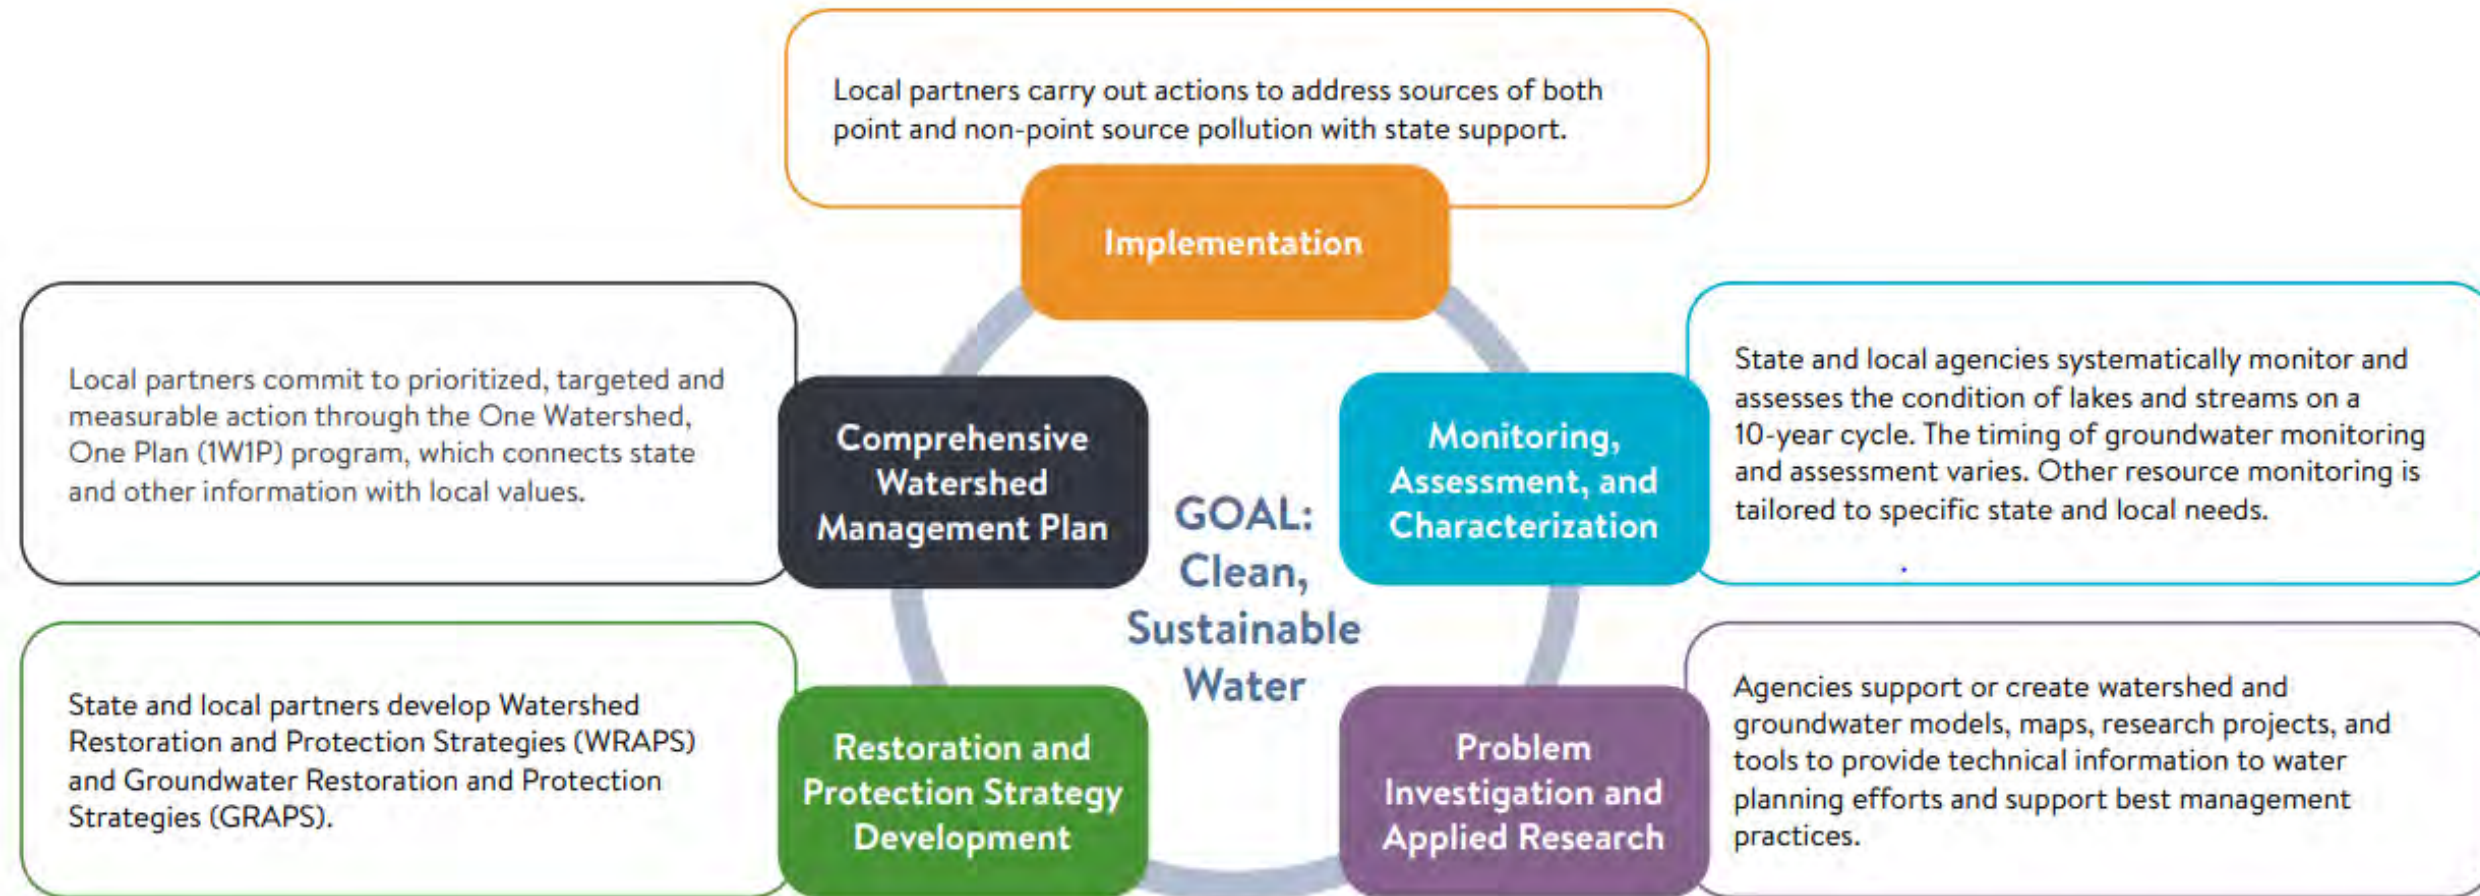 Local partners carry out actions to address sources of both
point and non-point source pollution with state support.
Implementation
Local partners commit to prioritized, targeted and
measurable action through the One Watershed,
One Plan (1W1P) program, which connects state
and other information with local values.
Comprehensive
Watershed
Management Plan
GOAL:
Clean,
Sustainable
Water
Monitoring,
Assessment, and
Characterization
State and local agencies systematically monitor and
assesses the condition of lakes and streams on a
10-year cycle. The timing of groundwater monitoring
and assessment varies. Other resource monitoring is
tailored to specific state and local needs.
State and local partners develop Watershed
Restoration and Protection Strategies (WRAPS)
and Groundwater Restoration and Protection
Strategies (GRAPS).
Restoration and
Protection Strategy
Development
Problem
Investigation and
Applied Research
Agencies support or create watershed and
groundwater models, maps, research projects, and
tools to provide technical information to water
planning efforts and support best management
practices.